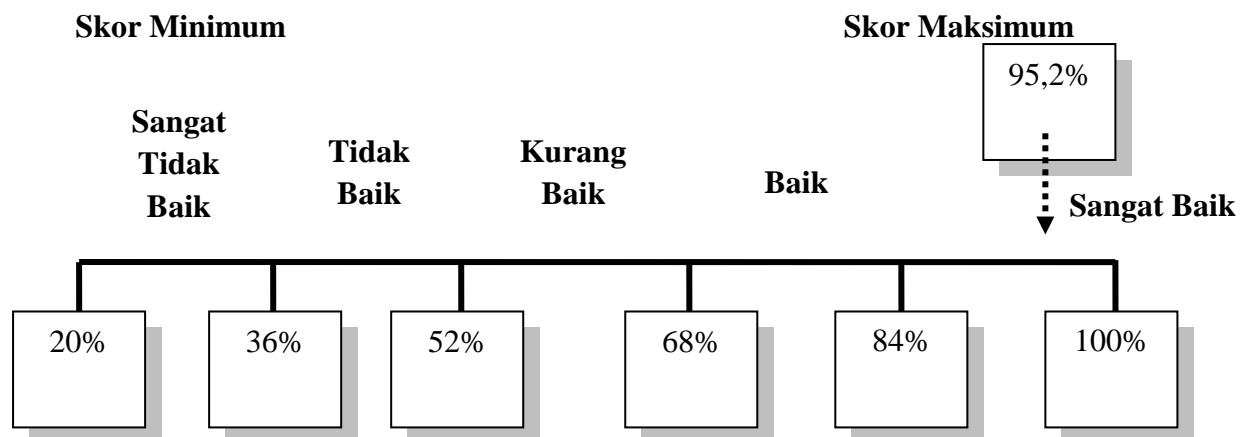 Skor Minimum
Skor Maksimum
95,2%
Sangat
Tidak
Baik
Tidak
Baik
Kurang
Baik
Baik
Sangat Baik
20%
36%
52%
68%
84%
100%